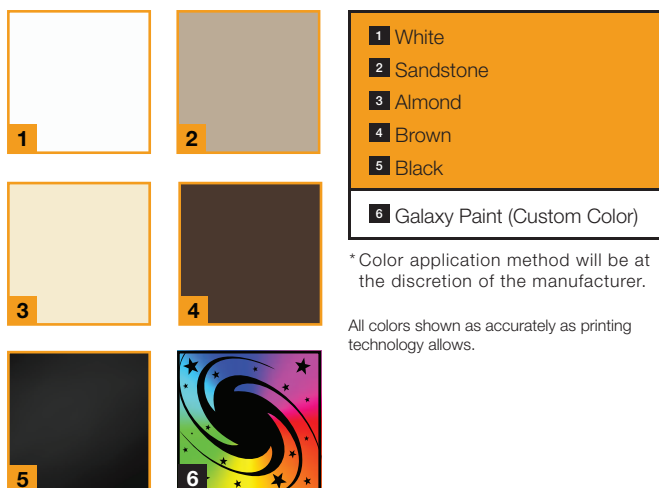 1
2
3
4
5
6
1 White
2 Sandstone
3 Almond
4 Brown
5 Black
6 Galaxy Paint (Custom Color)
* Color application method will be at
the discretion of the manufacturer.
All colors shown as accurately as printing
technology allows.